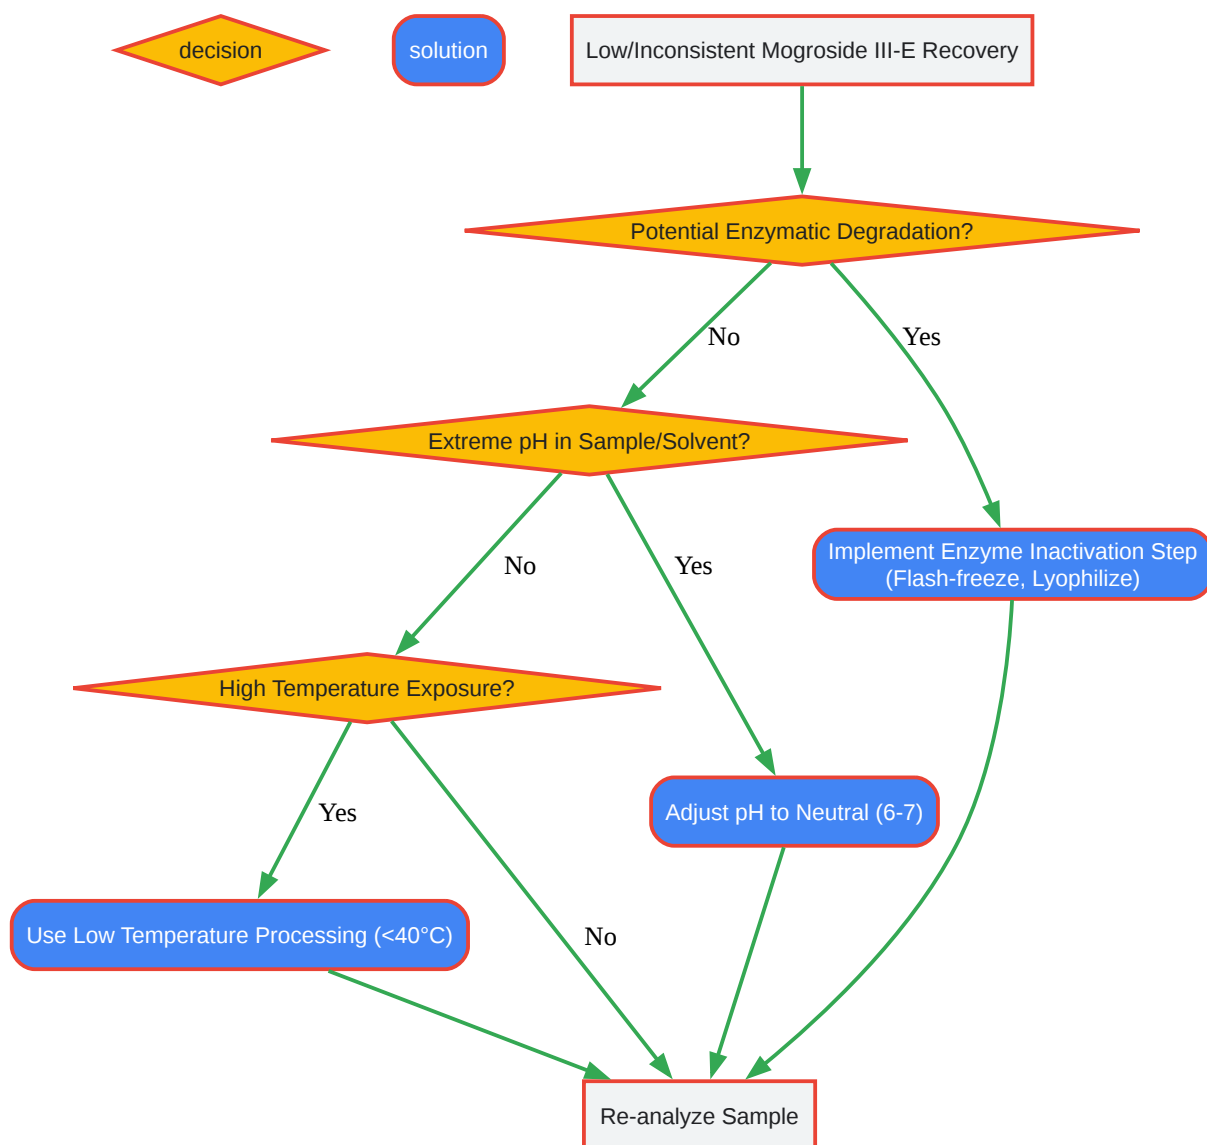 decision
solution
Low/Inconsistent Mogroside III-E Recovery
Potential Enzymatic Degradation?
No
Yes
Extreme pH in Sample/Solvent?
No
Yes
Implement Enzyme Inactivation Step
(Flash-freeze, Lyophilize)
High Temperature Exposure?
Yes
Adjust pH to Neutral (6-7)
Use Low Temperature Processing (<40°C)
No
Re-analyze Sample